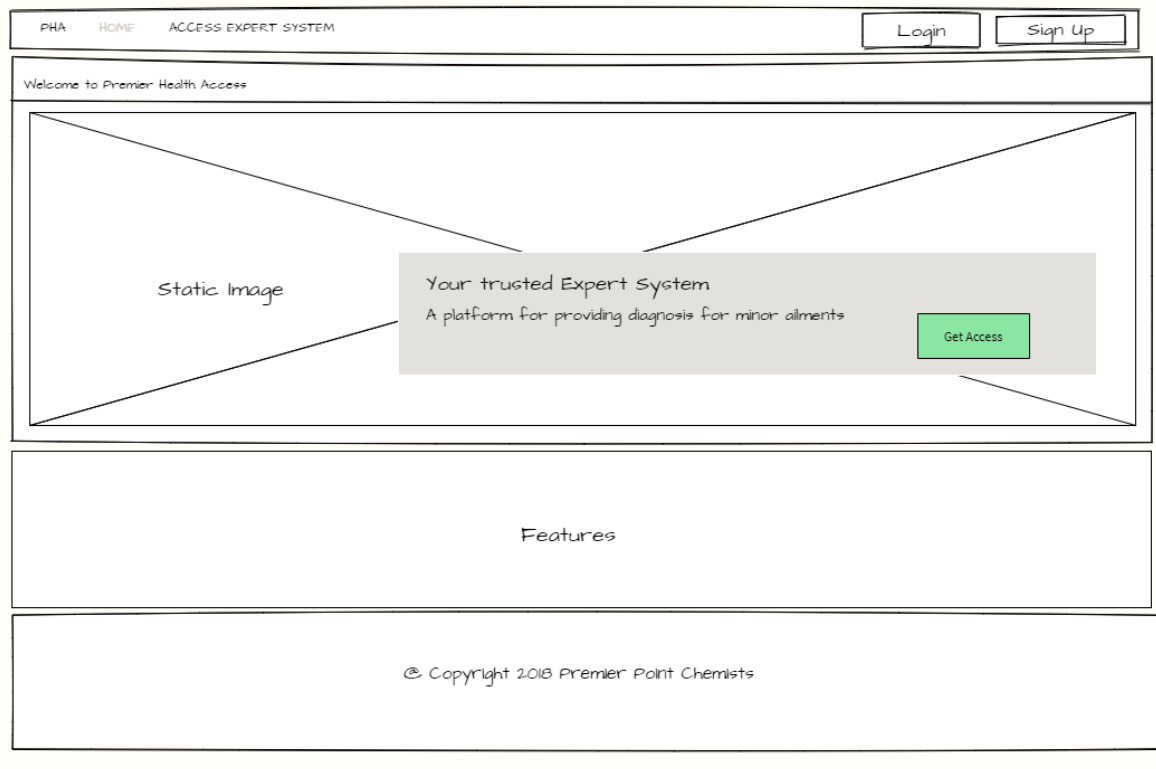 PHA HOME ACCESS EXPERT SYSTEM Login Sign Up
Welcome to Premier Health Access
Static Image
Your trusted Expert System
A platform for providing diagnosis for minor ailments
Get Access
Features
@ Copyright 2018 Premier Point Chemists